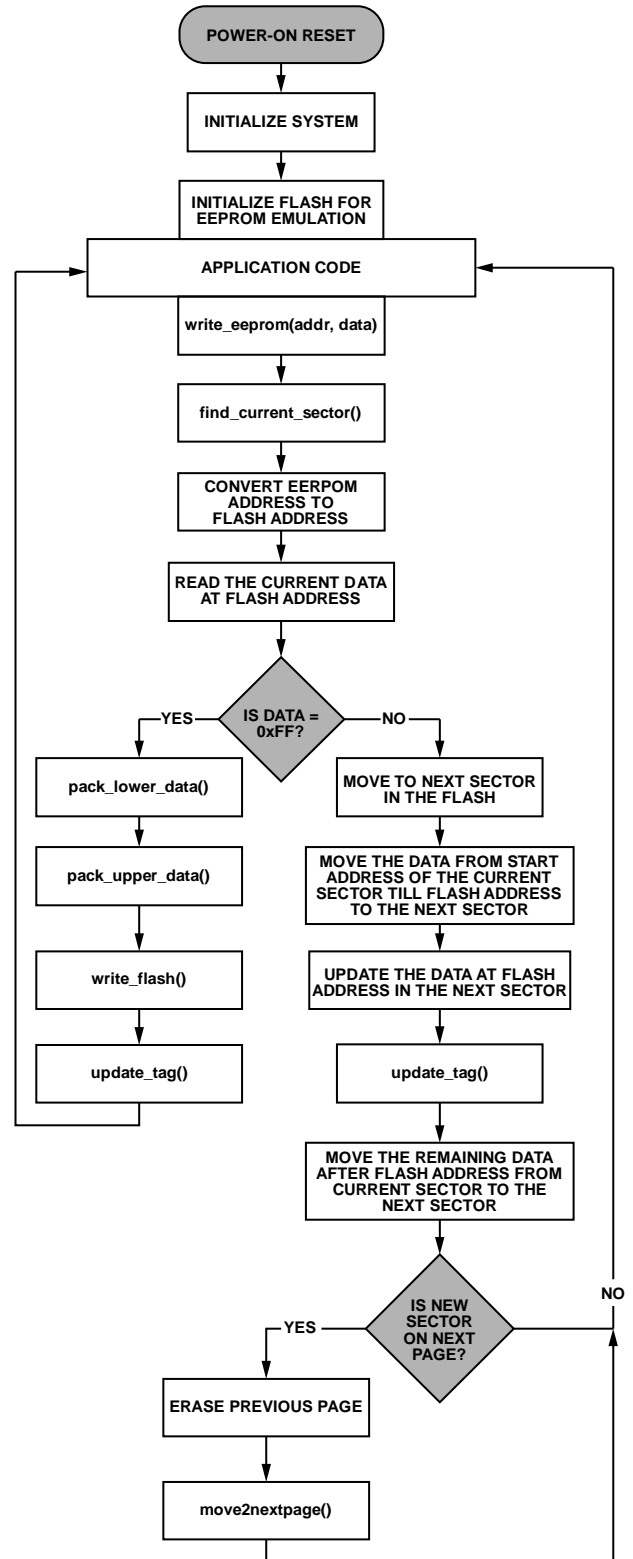 POWER-ON RESET
INITIALIZE SYSTEM
INITIALIZE FLASH FOR
EEPROM EMULATION
APPLICATION CODE
write_eeprom(addr, data)
find_current_sector()
CONVERT EERPOM
ADDRESS TO
FLASH ADDRESS
READ THE CURRENT DATA
AT FLASH ADDRESS
IS DATA =
0xFF?
YES
NO
pack_lower_data()
pack_upper_data()
write_flash()
update_tag()
MOVE TO NEXT SECTOR
IN THE FLASH
MOVE THE DATA FROM START
ADDRESS OF THE CURRENT
SECTOR TILL FLASH ADDRESS
TO THE NEXT SECTOR
UPDATE THE DATA AT FLASH
ADDRESS IN THE NEXT SECTOR
update_tag()
MOVE THE REMAINING DATA
AFTER FLASH ADDRESS FROM
CURRENT SECTOR TO THE
NEXT SECTOR
IS NEW
SECTOR
ON NEXT
PAGE?
YES
NO
ERASE PREVIOUS PAGE
move2nextpage()